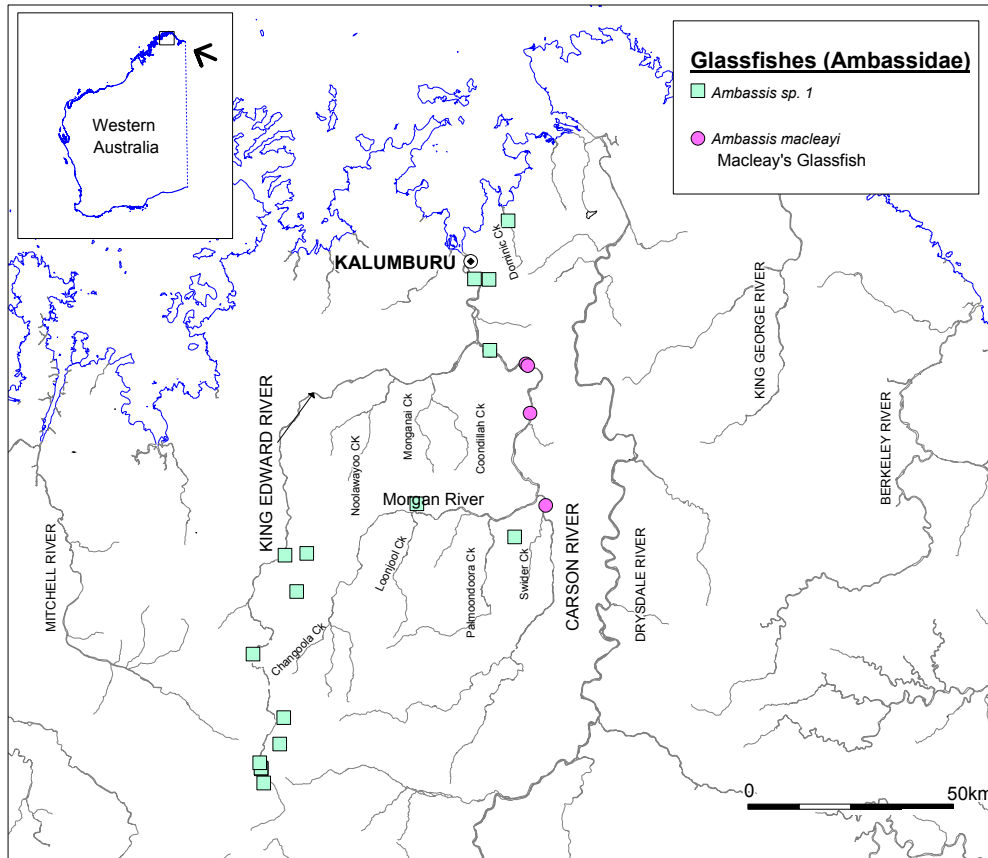 Western
Australia
Glassfishes (Ambassidae)
Ambassis sp. 1
Ambassis macleayi
Macleay's Glassfish
KALUMBURU
Dominic Ck
KING GEORGE RIVER
BERKELEY RIVER
KING EDWARD RIVER
Noolawayoo CK
Monganai Ck
Coondillah Ck
Morgan River
MITCHELL RIVER
Loonjool Ck
Palmoondoora Ck
Swider Ck
CARSON RIVER
DRYSDALE RIVER
Changoola Ck
0 50km